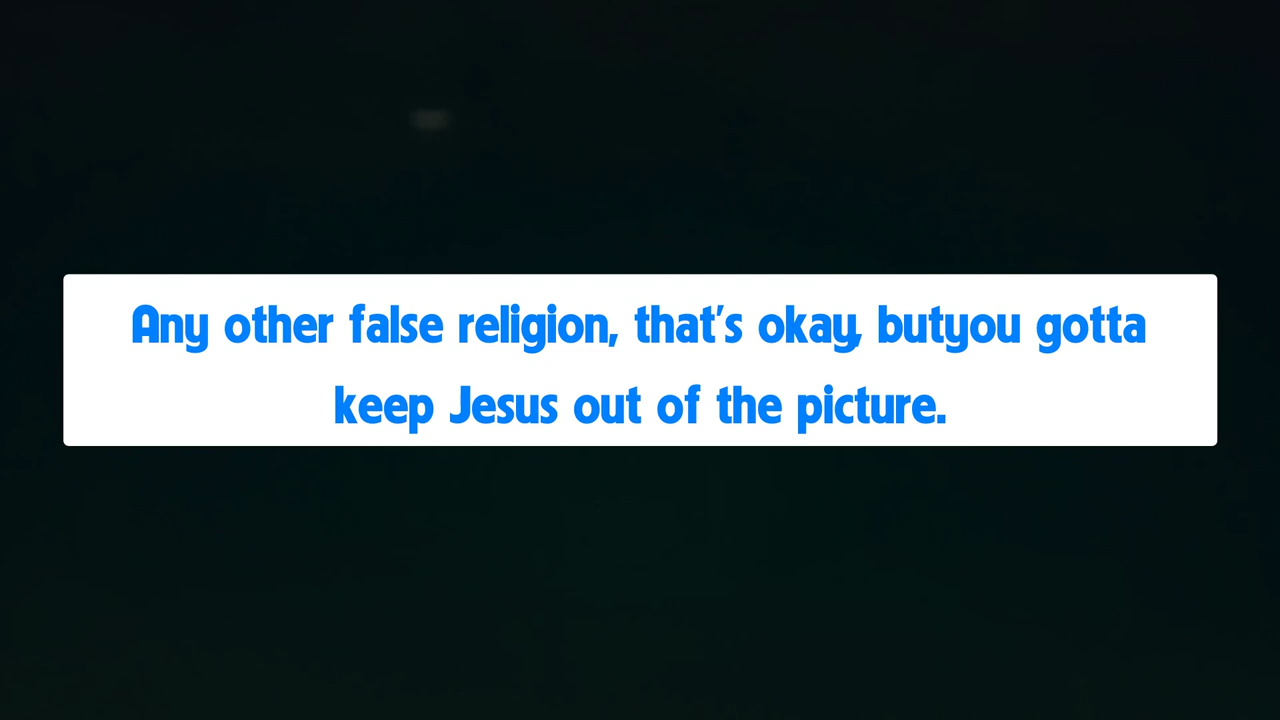 Any other false religion, that's okay, butyou gotta
keep Jesus out of the picture.